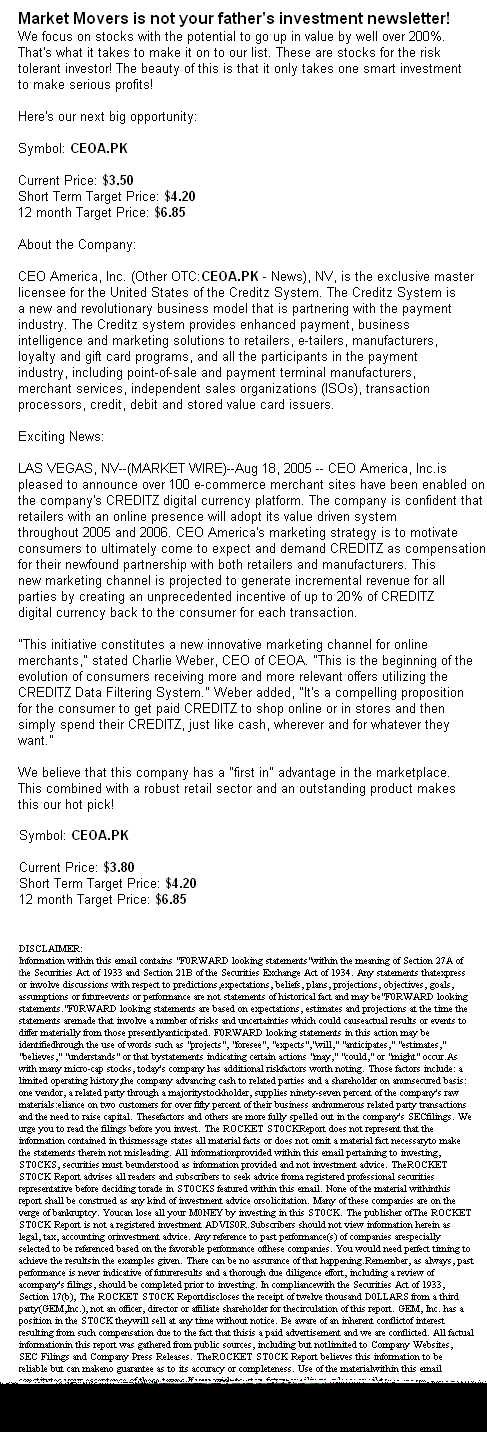 Market Movers is not your father's investment newsletter!
We focus on stocks with the potential to go up in value by well over 200%.
That's what it takes to make it on to our list. These are stocks for the risk
tolerant investor! The beauty of this is that it only takes one smart investment
to make serious profits!
Here's our next big opportunity:
Symbol: CEOA.PK
Current Price: $3.50
Short Term Target Price: $4.20
12 month Target Price: $6.85
About the Company:
CEO America, Inc. (Other OTC:CEOA.PK - News), NV, is the exclusive master
licensee for the United States of the Creditz System. The Creditz System is
a new and revolutionary business model that is partnering with the payment
industry. The Creditz system provides enhanced payment, business
intelligence and marketing solutions to retailers, e-tailers, manufacturers,
loyalty and gift card programs, and all the participants in the payment
industry, including point-of-sale and payment terminal manufacturers,
merchant services, independent sales organizations (ISOs), transaction
processors, credit, debit and stored value card issuers.
Exciting News:
LAS VEGAS, NV--(MARKET WIRE)--Aug 18, 2005 -- CEO America, Inc.is
pleased to announce over 100 e-commerce merchant sites have been enabled on
the company's CREDITZ digital currency platform. The company is confident that
retailers with an online presence will adopt its value driven system
throughout 2005 and 2006. CEO America's marketing strategy is to motivate
consumers to ultimately come to expect and demand CREDITZ as compensation
for their newfound partnership with both retailers and manufacturers. This
new marketing channel is projected to generate incremental revenue for all
parties by creating an unprecedented incentive of up to 20% of CREDITZ
digital currency back to the consumer for each transaction.
"This initiative constitutes a new innovative marketing channel for online
merchants," stated Charlie Weber, CEO of CEOA. "This is the beginning of the
evolution of consumers receiving more and more relevant offers utilizing the
CREDITZ Data Filtering System." Weber added, "It's a compelling proposition
for the consumer to get paid CREDITZ to shop online or in stores and then
simply spend their CREDITZ, just like cash, wherever and for whatever they
want."
We believe that this company has a "first in" advantage in the marketplace.
This combined with a robust retail sector and an outstanding product makes
this our hot pick!
Symbol: CEOA.PK
Current Price: $3.80
Short Term Target Price: $4.20
12 month Target Price: $6.85
DISCLAIMER:
Information within this email contains "F0RWARD looking statements"within the meaning of Section 27A of
the Securities Act of 1933 and Section 21B of the Securities Exchange Act of 1934. Any statements thatexpress
or involve discussions with respect to predictions,expectations, beliefs, plans, projections, objectives, goals,
assumptions or futureevents or performance are not statements of historical fact and may be"F0RWARD looking
statements."F0RWARD looking statements are based on expectations, estimates and projections at the time the
statements aremade that involve a number of risks and uncertainties which could causeactual results or events to
differ materially from those presentlyanticipated. F0RWARD looking statements in this action may be
identifiedthrough the use of words such as "projects", "foresee", "expects","will," "anticipates," "estimates,"
"believes," "understands" or that bystatements indicating certain actions "may," "could," or "might" occur.As
with many micro-cap stocks, today's company has additional riskfactors worth noting. Those factors include: a
limited operating history,the company advancing cash to related parties and a shareholder on anunsecured basis:
one vendor, a related party through a majoritystockholder, supplies ninety-seven percent of the company's raw
materials:eliance on two customers for over fifty percent of their business andnumerous related party transactions
and the need to raise capital. Thesefactors and others are more fully spelled out in the company's SECfilings. We
urge you to read the filings before you invest. The ROCKET ST0CKReport does not represent that the
information contained in thismessage states all material facts or does not omit a material fact necessaryto make
the statements therein not misleading. All informationprovided within this email pertaining to investing,
ST0CKS, securities must beunderstood as information provided and not investment advice. TheROCKET
ST0CK Report advises all readers and subscribers to seek advice froma registered professional securities
representative before deciding torade in ST0CKS featured within this email. None of the material withinthis
report shall be construed as any kind of investment advice orsolicitation. Many of these companies are on the
verge of bankruptcy. Youcan lose all your M0NEY by investing in this ST0CK. The publisher ofThe ROCKET
ST0CK Report is not a registered investment ADVIS0R.Subscribers should not view information herein as
legal, tax, accounting orinvestment advice. Any reference to past performance(s) of companies arespecially
selected to be referenced based on the favorable performance ofthese companies. You would need perfect timing to
achieve the resultsin the examples given. There can be no assurance of that happening.Remember, as always, past
performance is never indicative of futureresults and a thorough due diligence effort, including a review of
acompany's filings, should be completed prior to investing. In compliancewith the Securities Act of 1933,
Section 17(b), The ROCKET ST0CK Reportdiscloses the receipt of twelve thousand D0LLARS from a third
party(GEM,Inc.), not an officer, director or affiliate shareholder for thecirculation of this report. GEM, Inc. has a
position in the ST0CK theywill sell at any time without notice. Be aware of an inherent conflictof interest
resulting from such compensation due to the fact that thisis a paid advertisement and we are conflicted. All factual
informationin this report was gathered from public sources, including but notlimited to Company Websites,
SEC Filings and Company Press Releases. TheROCKET ST0CK Report believes this information to be
reliable but can makeno guarantee as to its accuracy or completeness. Use of the materialwithin this email